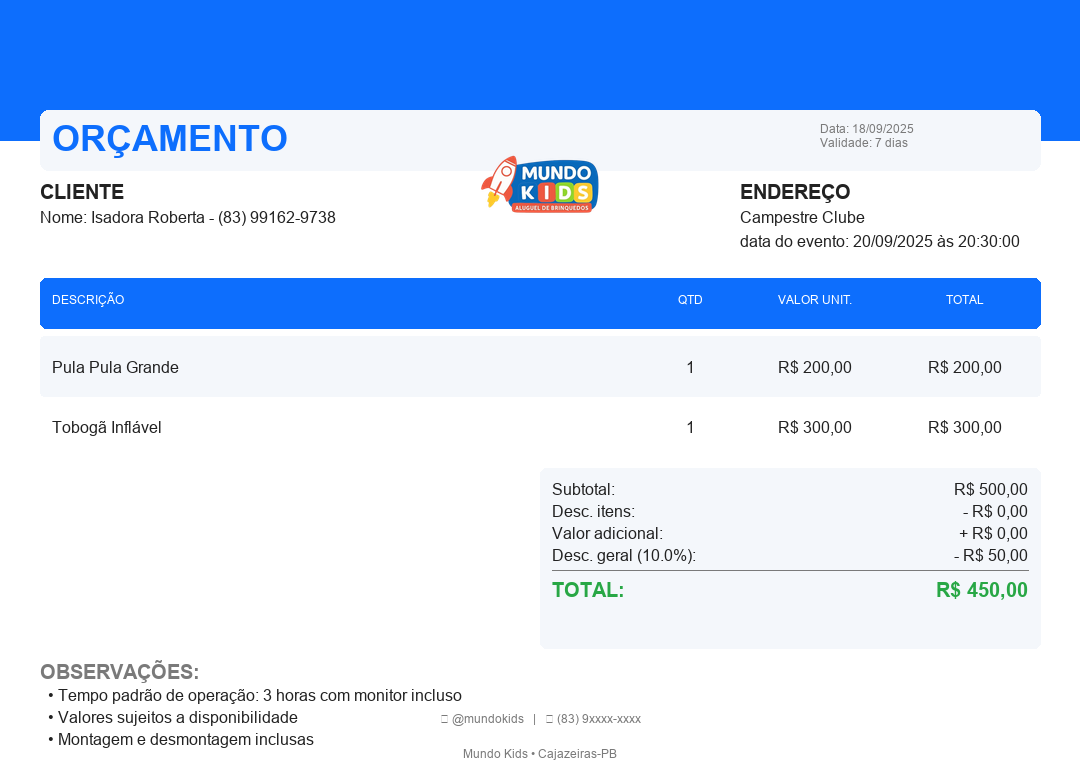 ORÇAMENTO
Data: 18/09/2025
Validade: 7 dias
MUNDO
KIDS
ALUGUEL DE BRINQUEDOS
CLIENTE
Nome: Isadora Roberta - (83) 99162-9738
ENDEREÇO
Campestre Clube
data do evento: 20/09/2025 às 20:30:00
DESCRIÇÃO QTD VALOR UNIT. TOTAL
Pula Pula Grande 1 R$ 200,00 R$ 200,00
Tobogã Inflável 1 R$ 300,00 R$ 300,00
Subtotal: R$ 500,00
Desc. itens: - R$ 0,00
Valor adicional: + R$ 0,00
Desc. geral (10.0%): - R$ 50,00
TOTAL: R$ 450,00
OBSERVAÇÕES:
• Tempo padrão de operação: 3 horas com monitor incluso
• Valores sujeitos a disponibilidade
• Montagem e desmontagem inclusas
@mundokids | (83) 9xxxx-xxxx
Mundo Kids • Cajazeiras-PB